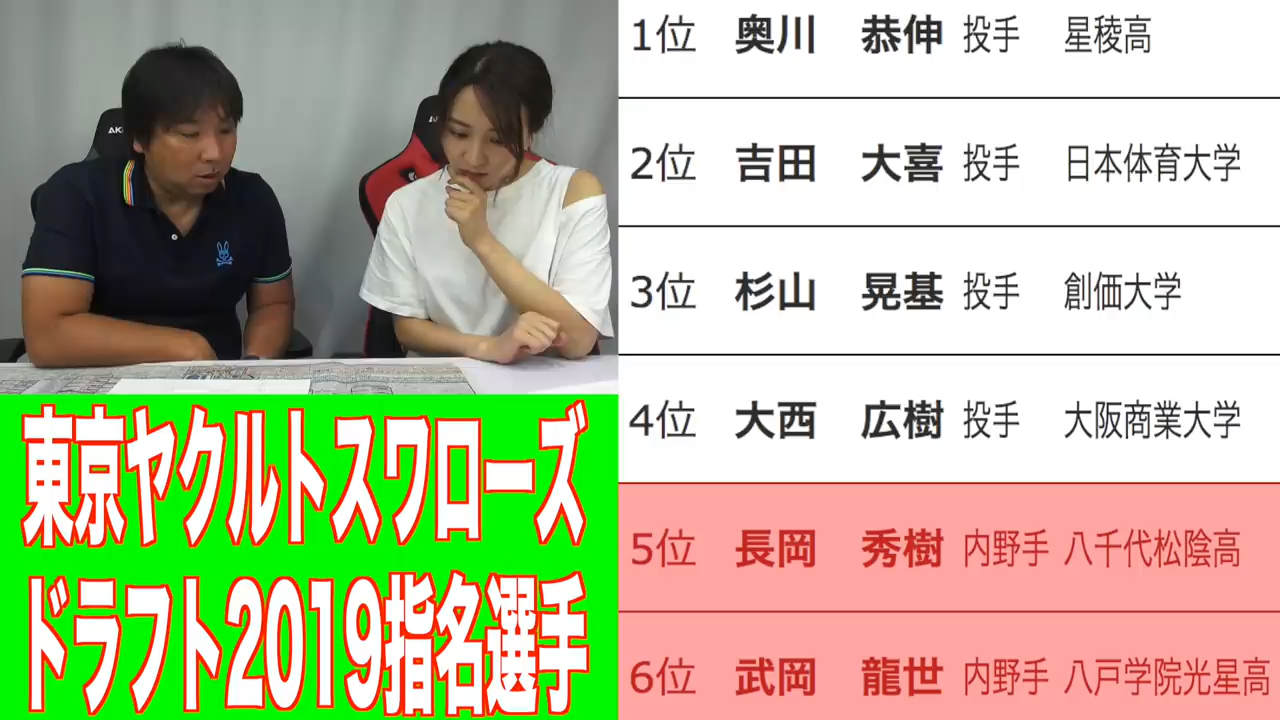 1位 奥川 恭伸 投手 星稜高
2位 吉田 大喜 投手 日本体育大学
3位 杉山 晃基 投手 創価大学
4位 大西 広樹 投手 大阪商業大学
5位 長岡 秀樹 内野手 八千代松陰高
6位 武岡 龍世 内野手 八戸学院光星高
東京ヤクルトスワローズ
ドラフト2019指名選手